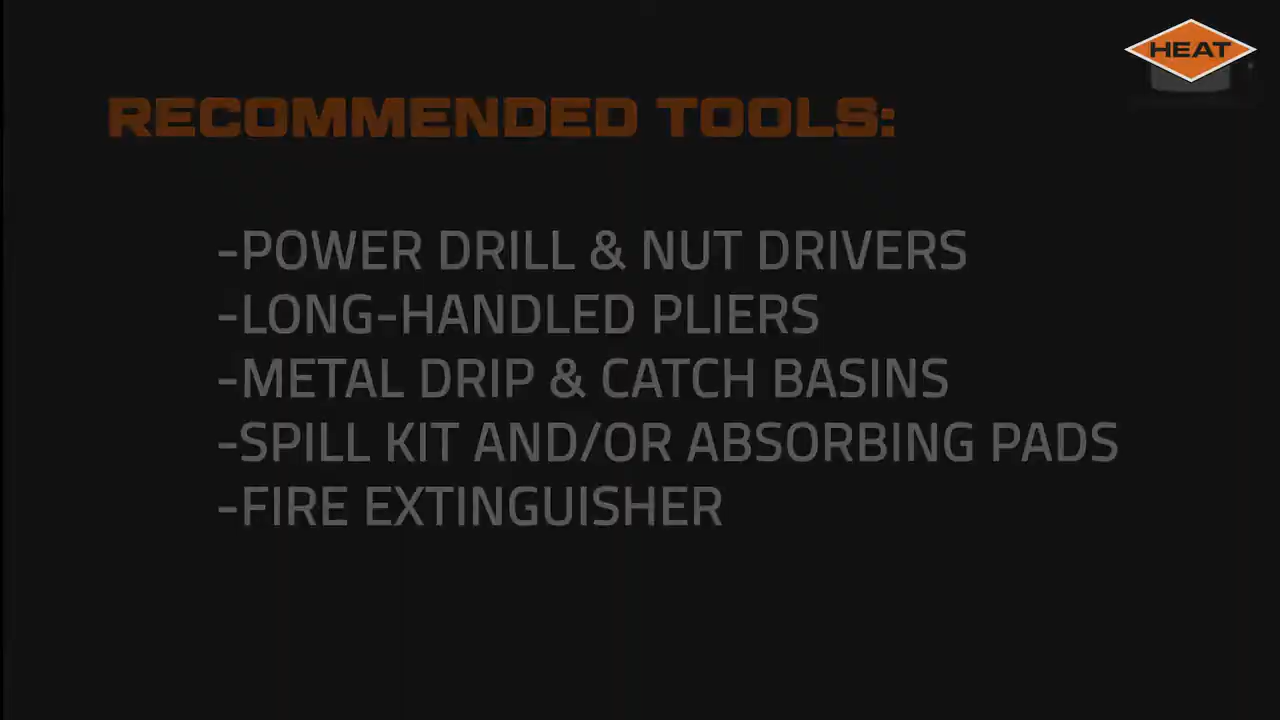 HEAT
RECOMMENDED TOOLS:
-POWER DRILL & NUT DRIVERS
-LONG-HANDLED PLIERS
-METAL DRIP & CATCH BASINS
-SPILL KIT AND/OR ABSORBING PADS
-FIRE EXTINGUISHER